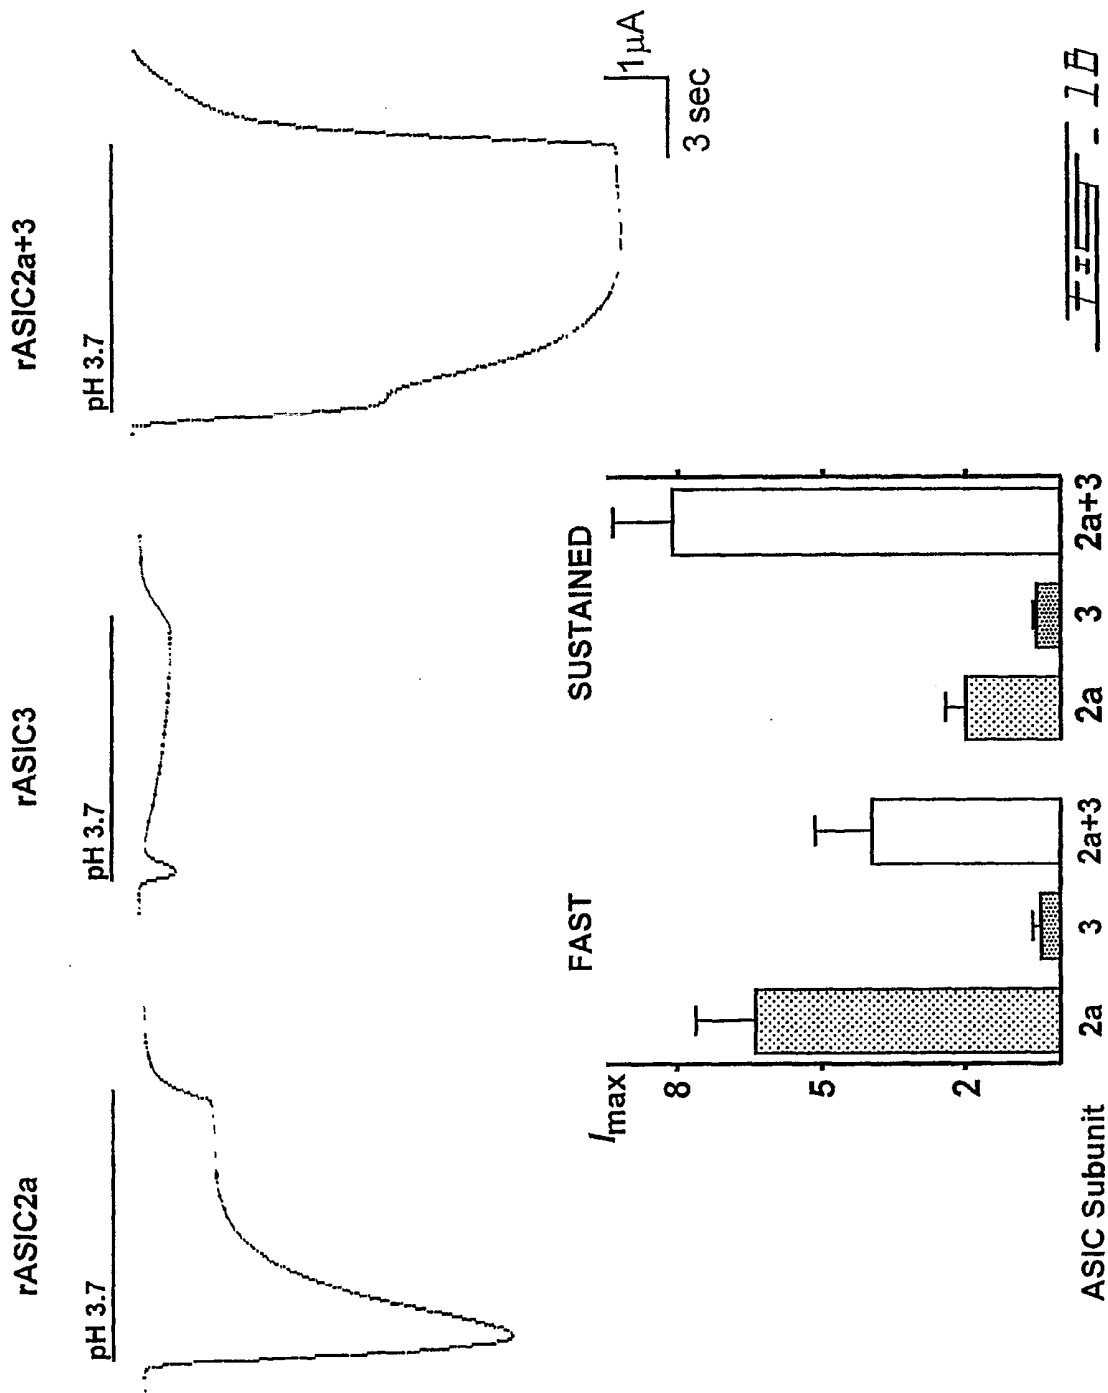 rASIC2a
rASIC3
rASIC2a+3
pH 3.7
pH 3.7
pH 3.7
1µA
3 sec
Imax
FAST
SUSTAINED
8
5
2
2a
3
2a+3
2a
3
2a+3
ASIC Subunit
FIG - 1B